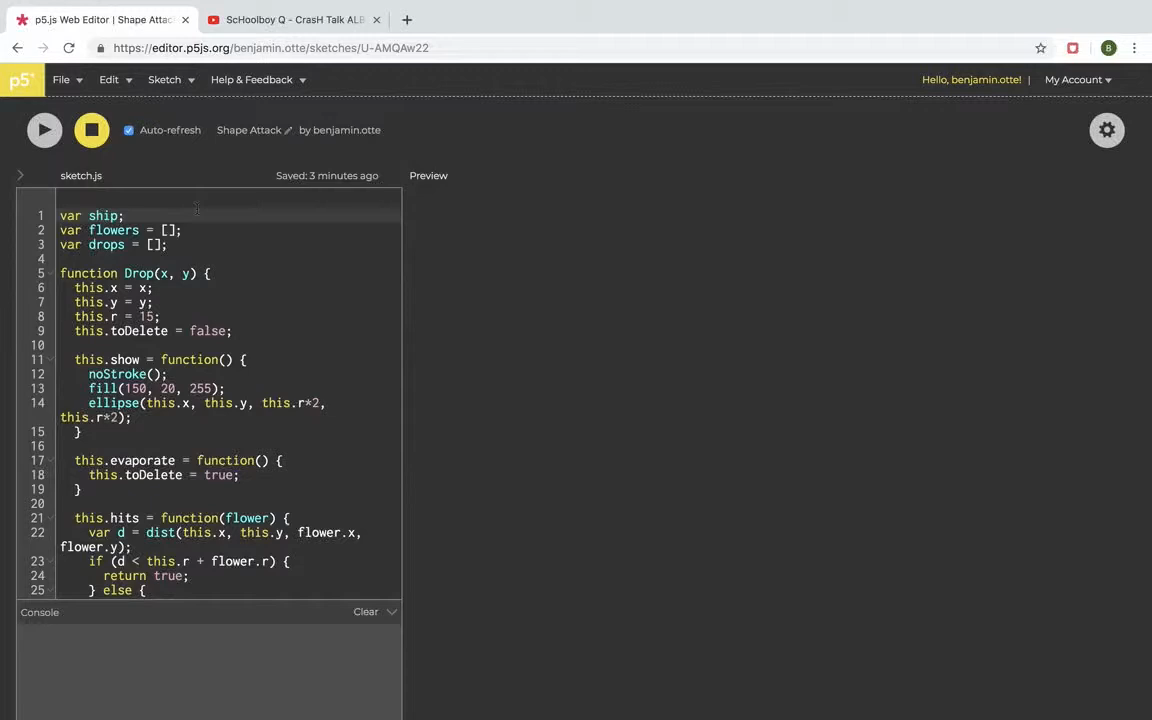 p5.js Web Editor | Shape Attac
ScHoolboy Q - CrasH Talk ALB
https://editor.p5js.org/benjamin.otte/sketches/U-AMQAw22
B
p5*
File
Edit
Sketch
Help & Feedback
Hello, benjamin.otte!
|
My Account
Auto-refresh
Shape Attack
by benjamin.otte
sketch.js
Saved: 3 minutes ago
Preview
1 var ship;
2 var flowers = [];
3 var drops = [];
4
5 function Drop(x, y) {
6 this.x = x;
7 this.y = y;
8 this.r = 15;
9 this.toDelete = false;
10
11 this.show = function() {
12 noStroke();
13 fill(150, 20, 255);
14 ellipse(this.x, this.y, this.r*2,
this.r*2);
15 }
16
17 this.evaporate = function() {
18 this.toDelete = true;
19 }
20
21 this.hits = function(flower) {
22 var d = dist(this.x, this.y, flower.x,
flower.y);
23 if (d < this.r + flower.r) {
24 return true;
25 } else {
Console
Clear